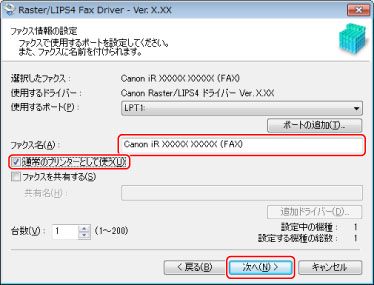 Raster/LIPS4 Fax Driver - Ver. X.XX
ファクス情報の設定
ファクスで使用するポートを設定してください。
また、ファクスに名前を付けられます。
選択したファクス： Canon iR XXXXX XXXXX (FAX)
使用するドライバー： Canon Raster/LIPS4 ドライバー Ver.X.XX
使用するポート(P)： LPT1:
ポートの追加(T)...
ファクス名(A)： Canon iR XXXXX XXXXX (FAX)
通常のプリンターとして使う(U)
ファクスを共有する(S)
共有名(H)：
追加ドライバー(D)...
台数(V)： 1 (1～200) 設定中の機種： 1
設定する機種の総数： 1
< 戻る(B) 次へ(N) > キャンセル